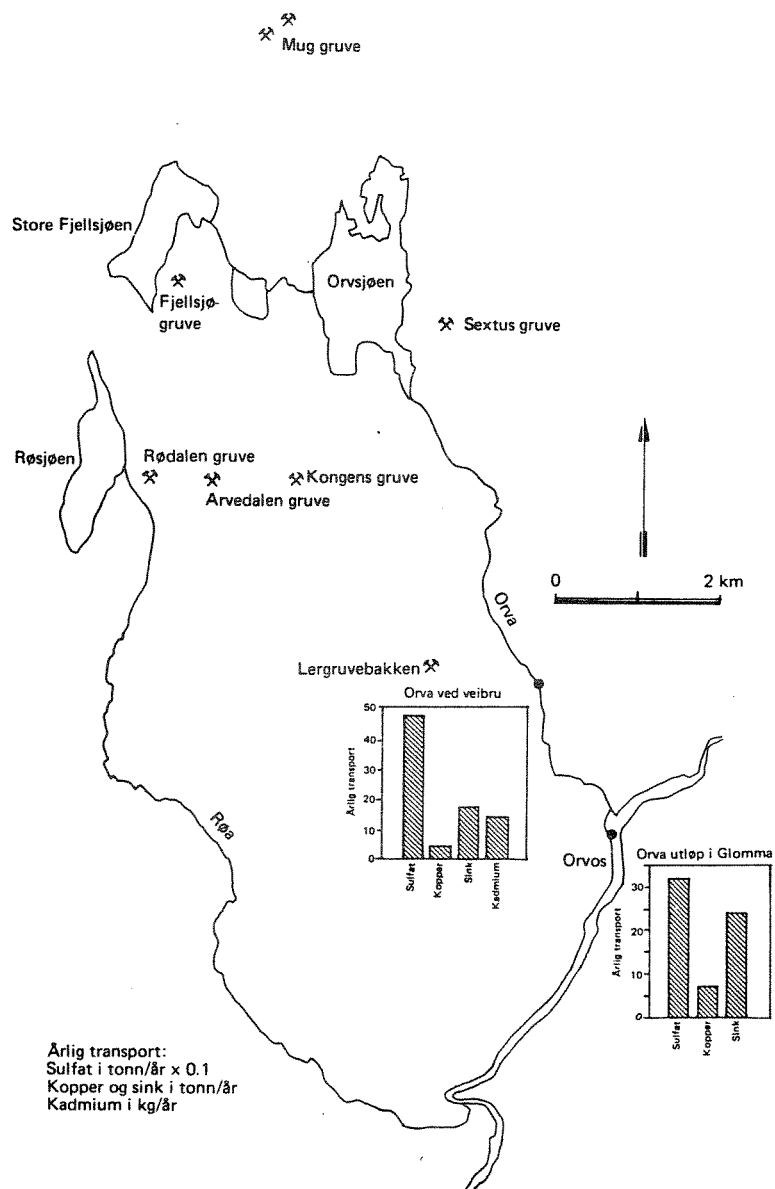 Mug gruve
Store Fjellsjøen
Orvsjøen
Fjellsjø-
gruve
Sextus gruve
Røsjøen
Rødalen gruve
Kongens gruve
Arvedalen gruve
0 2 km
Orva
Lergruvebakken
Orva ved veibru
50
40
30
20
10
0
Årlig transport
Sulfat
Kopper
Sink
Kadmium
Røa
Orvos
Orva utløp i Glomma
30
20
10
0
Årlig transport
Sulfat
Kopper
Sink
Årlig transport:
Sulfat i tonn/år x 0.1
Kopper og sink i tonn/år
Kadmium i kg/år